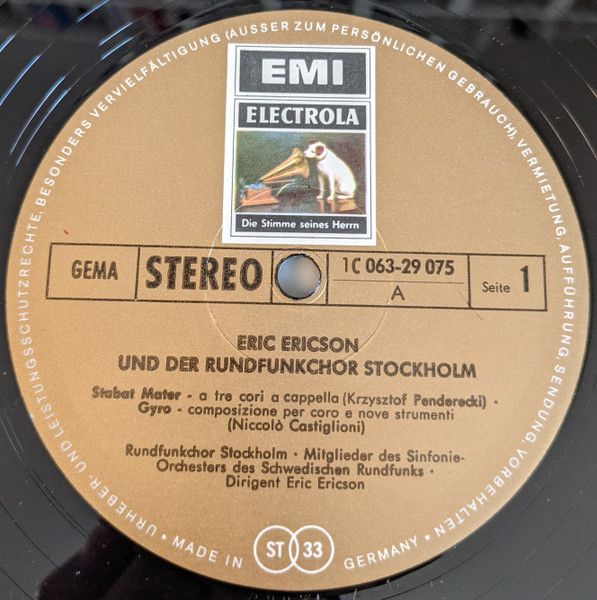 URHEBER- UND LEISTUNGSSCHUTZRECHTE, BESONDERS VERVIELFÄLTIGUNG (AUSSER ZUM PERSÖNLICHEN GEBRAUCH), VERMIETUNG, AUFFÜHRUNG, SENDUNG, VORBEHALTEN
EMI
ELECTROLA
Die Stimme seines Herrn
GEMA STEREO 1C 063-29 075 A Seite 1
ERIC ERICSON
UND DER RUNDFUNKCHOR STOCKHOLM
Stabat Mater - a tre cori a cappella (Krzysztof Penderecki) ·
Gyro - composizione per coro e nove strumenti
(Niccolò Castiglioni)
Rundfunkchor Stockholm · Mitglieder des Sinfonie-
Orchesters des Schwedischen Rundfunks ·
Dirigent Eric Ericson
· MADE IN ST 33 GERMANY ·